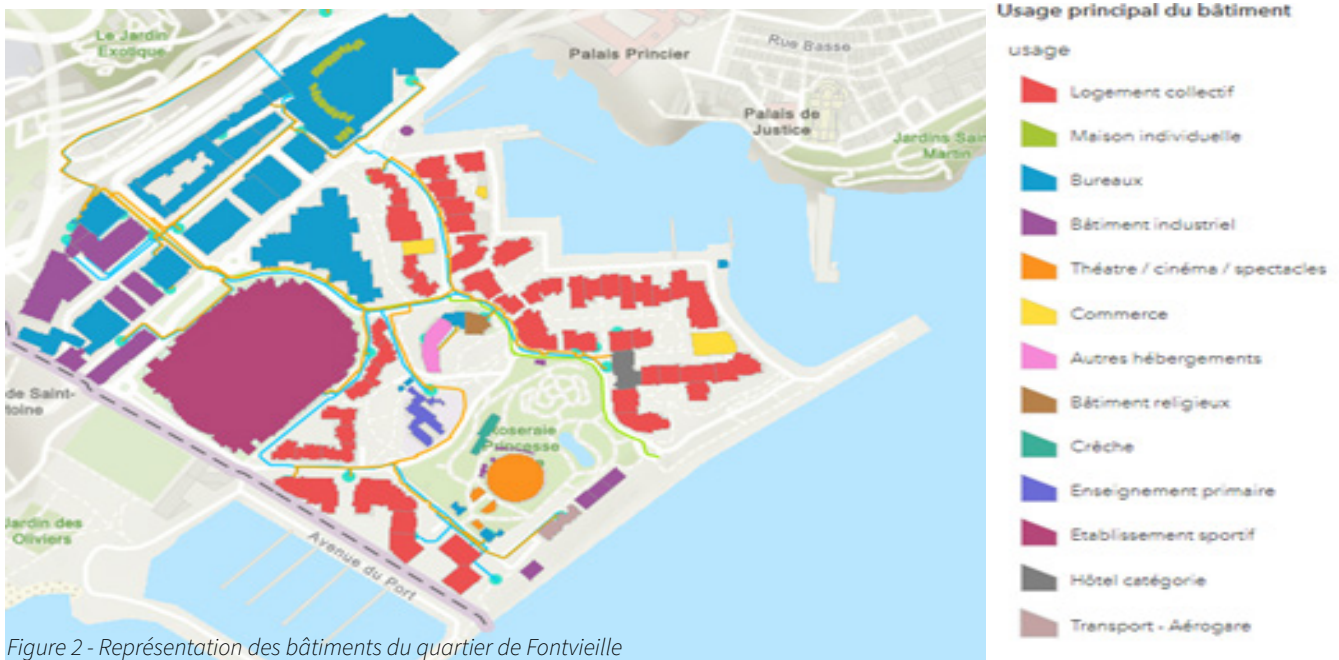 Usage principal du bâtiment
usage
Logement collectif
Maison individuelle
Bureaux
Bâtiment industriel
Théatre / cinéma / spectacles
Commerce
Autres hébergements
Bâtiment religieux
Crèche
Enseignement primaire
Etablissement sportif
Hôtel catégorie
Transport - Aérogare
Le Jardin
Exotique
Palais Princier
Rue Basse
Palais de
Justice
Jardins Sain
Martin
de Saint-
toine
Roseraie
Princesse
Jardin des
Oliviers
Avenue du Port
Figure 2 - Représentation des bâtiments du quartier de Fontvieille